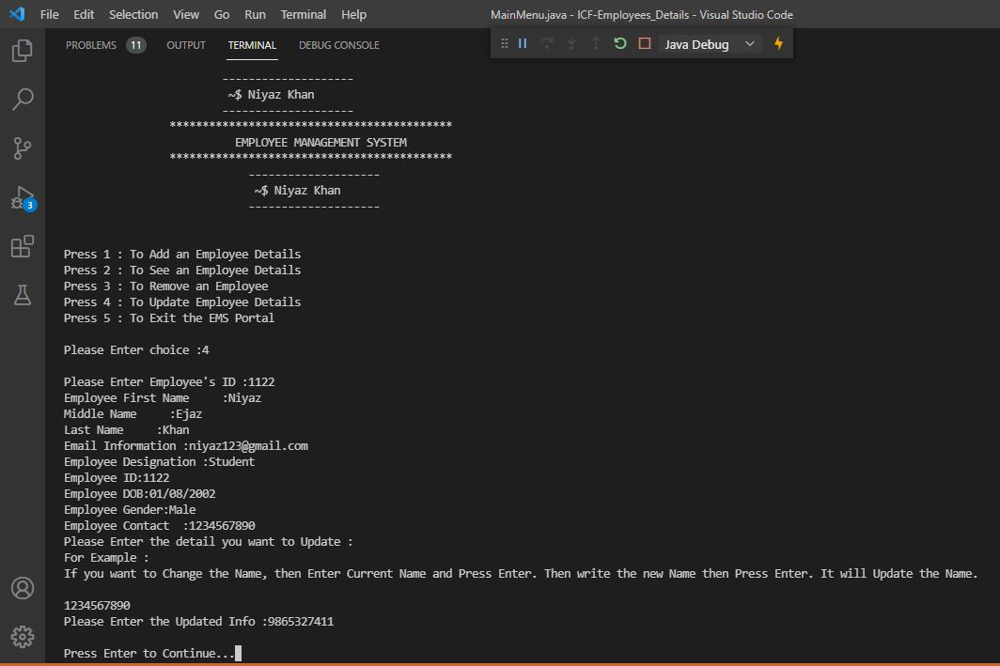 File Edit Selection View Go Run Terminal Help MainMenu.java - ICF-Employees_Details - Visual Studio Code
PROBLEMS 11 OUTPUT TERMINAL DEBUG CONSOLE
Java Debug
3
--------------------
~$ Niyaz Khan
--------------------
*******************************************
EMPLOYEE MANAGEMENT SYSTEM
*******************************************
--------------------
~$ Niyaz Khan
--------------------
Press 1 : To Add an Employee Details
Press 2 : To See an Employee Details
Press 3 : To Remove an Employee
Press 4 : To Update Employee Details
Press 5 : To Exit the EMS Portal
Please Enter choice :4
Please Enter Employee's ID :1122
Employee First Name     :Niyaz
Middle Name     :Ejaz
Last Name     :Khan
Email Information :niyaz123@gmail.com
Employee Designation :Student
Employee ID:1122
Employee DOB:01/08/2002
Employee Gender:Male
Employee Contact  :1234567890
Please Enter the detail you want to Update :
For Example :
If you want to Change the Name, then Enter Current Name and Press Enter. Then write the new Name then Press Enter. It will Update the Name.
1234567890
Please Enter the Updated Info :9865327411
Press Enter to Continue...